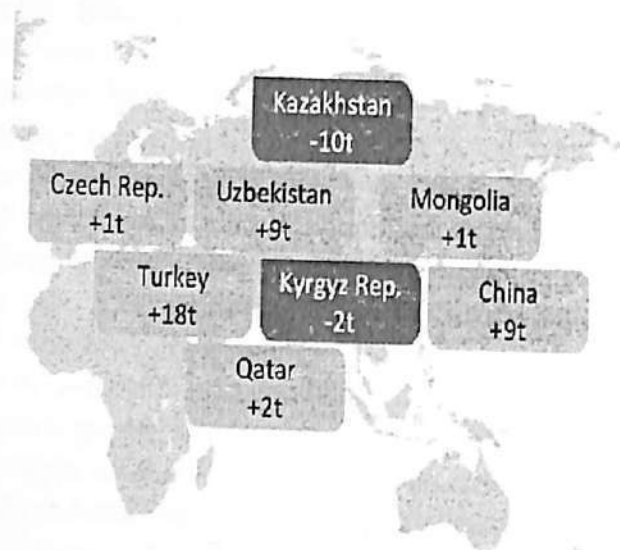 Kazakhstan
-10t
Czech Rep.
+1t
Uzbekistan
+9t
Mongolia
+1t
Turkey
+18t
Kyrgyz Rep.
-2t
China
+9t
Qatar
+2t